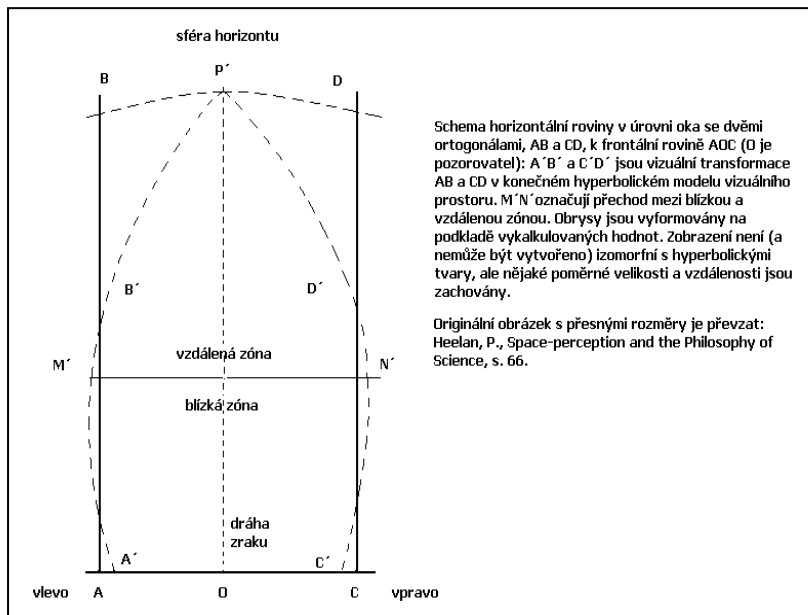 sféra horizontu
B
P´
D
Schema horizontální roviny v úrovni oka se dvěmi
ortogonálami, AB a CD, k frontální rovině AOC (O je
pozorovatel): A´B´ a C´D´ jsou vizuální transformace
AB a CD v konečném hyperbolickém modelu vizuálního
prostoru. M´N´označují přechod mezi blízkou a
vzdálenou zónou. Obrysy jsou vyformovány na
podkladě vykalkulovaných hodnot. Zobrazení není (a
nemůže být vytvořeno) izomorfní s hyperbolickými
tvary, ale nějaké poměrné velikosti a vzdálenosti jsou
zachovány.
Originální obrázek s přesnými rozměry je převzat:
Heelan, P., Space-perception and the Philosophy of
Science, s. 66.
B´
D´
vzdálená zóna
M´
N´
blízká zóna
dráha
zraku
A´
C´
vlevo
A
O
C
vpravo